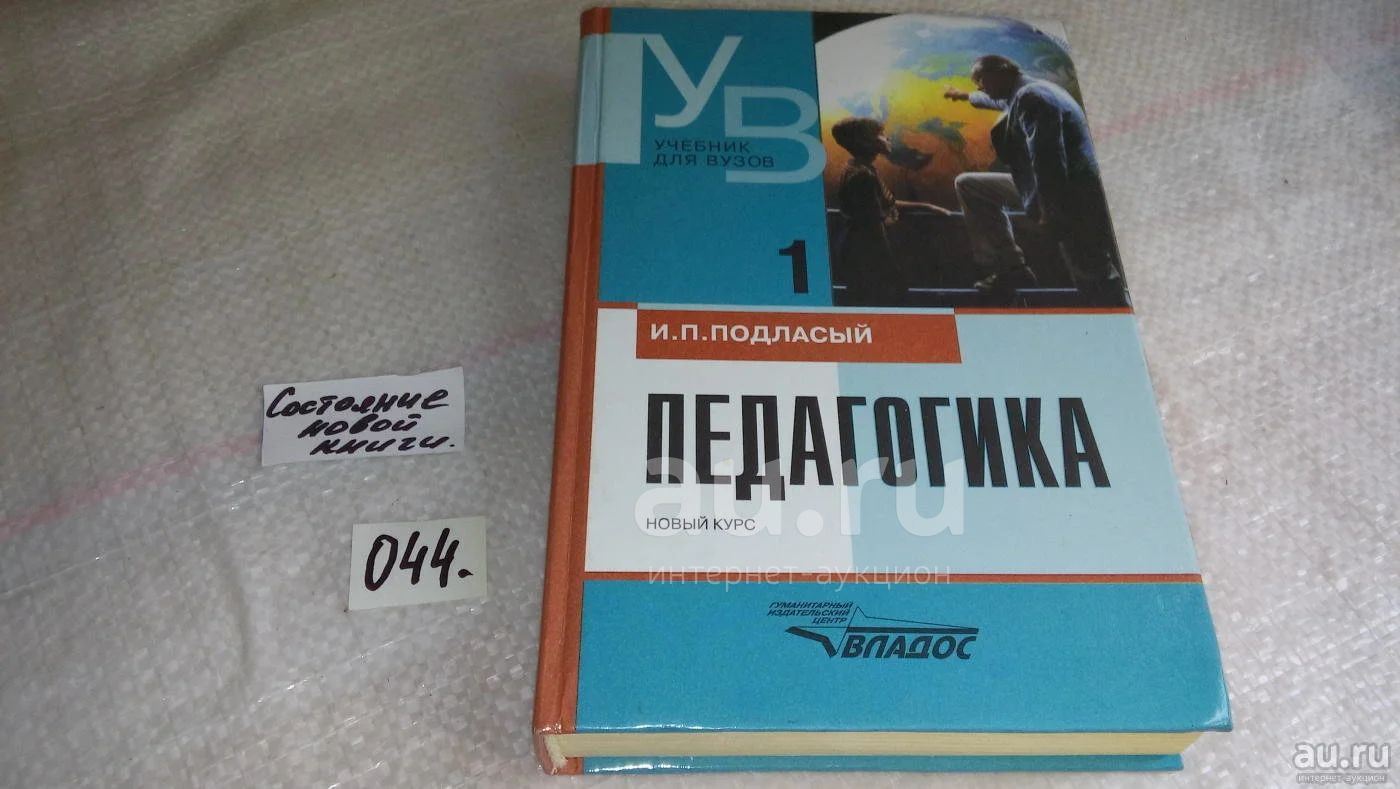 УВ
УЧЕБНИК
ДЛЯ ВУЗОВ
1
И.П.ПОДЛАСЫЙ
ПЕДАГОГИКА
НОВЫЙ КУРС
ГУМАНИТАРНЫЙ
ИЗДАТЕЛЬСКИЙ
ЦЕНТР
ВЛАДОС
Состояние
новой
книги.
044.
au.ru
интернет-аукцион
au.ru
интернет-аукцион